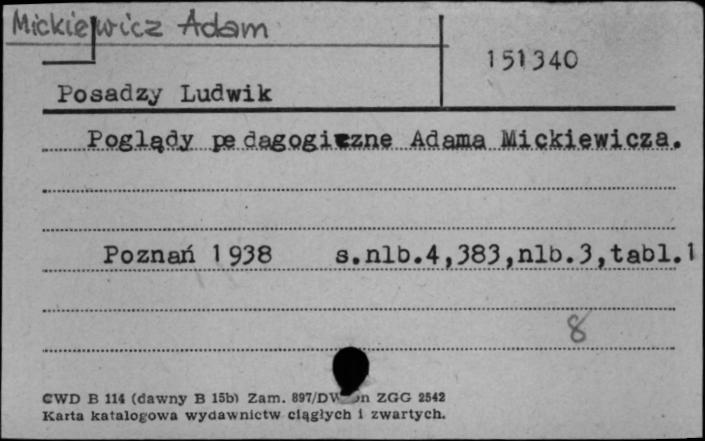 Mickiewicz Adam
151340
Posadzy Ludwik
Poglądy pedagogiczne Adama Mickiewicza.
Poznań 1938 s.nlb.4,383,nlb.3,tabl.1
8
CWD B 114 (dawny B 15b) Zam. 897/DW ZGG 2542
Karta katalogowa wydawnictw ciągłych i zwartych.